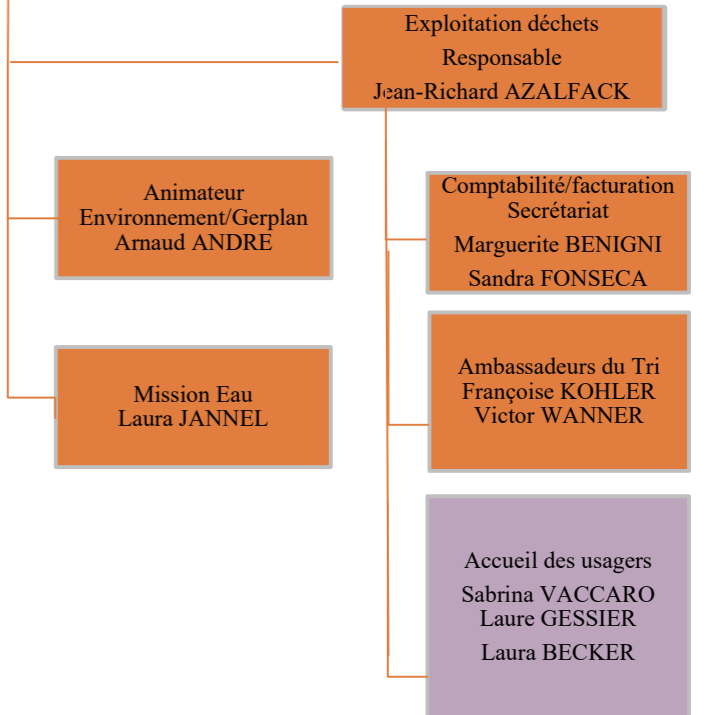 Exploitation déchets
Responsable
Jean-Richard AZALFACK
Animateur
Environnement/Gerplan
Arnaud ANDRE
Mission Eau
Laura JANNEL
Comptabilité/facturation
Secrétariat
Marguerite BENIGNI
Sandra FONSECA
Ambassadeurs du Tri
Françoise KOHLER
Victor WANNER
Accueil des usagers
Sabrina VACCARO
Laure GESSIER
Laura BECKER